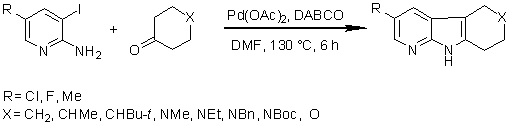 R I X R X
+ Pd(OAc)2, DABCO
N NH2 O DMF, 130 °C, 6 h N N
H
R= Cl, F, Me
X = CH2, CHMe, CHBu-t, NMe, NEt, NBn, NBoc, O